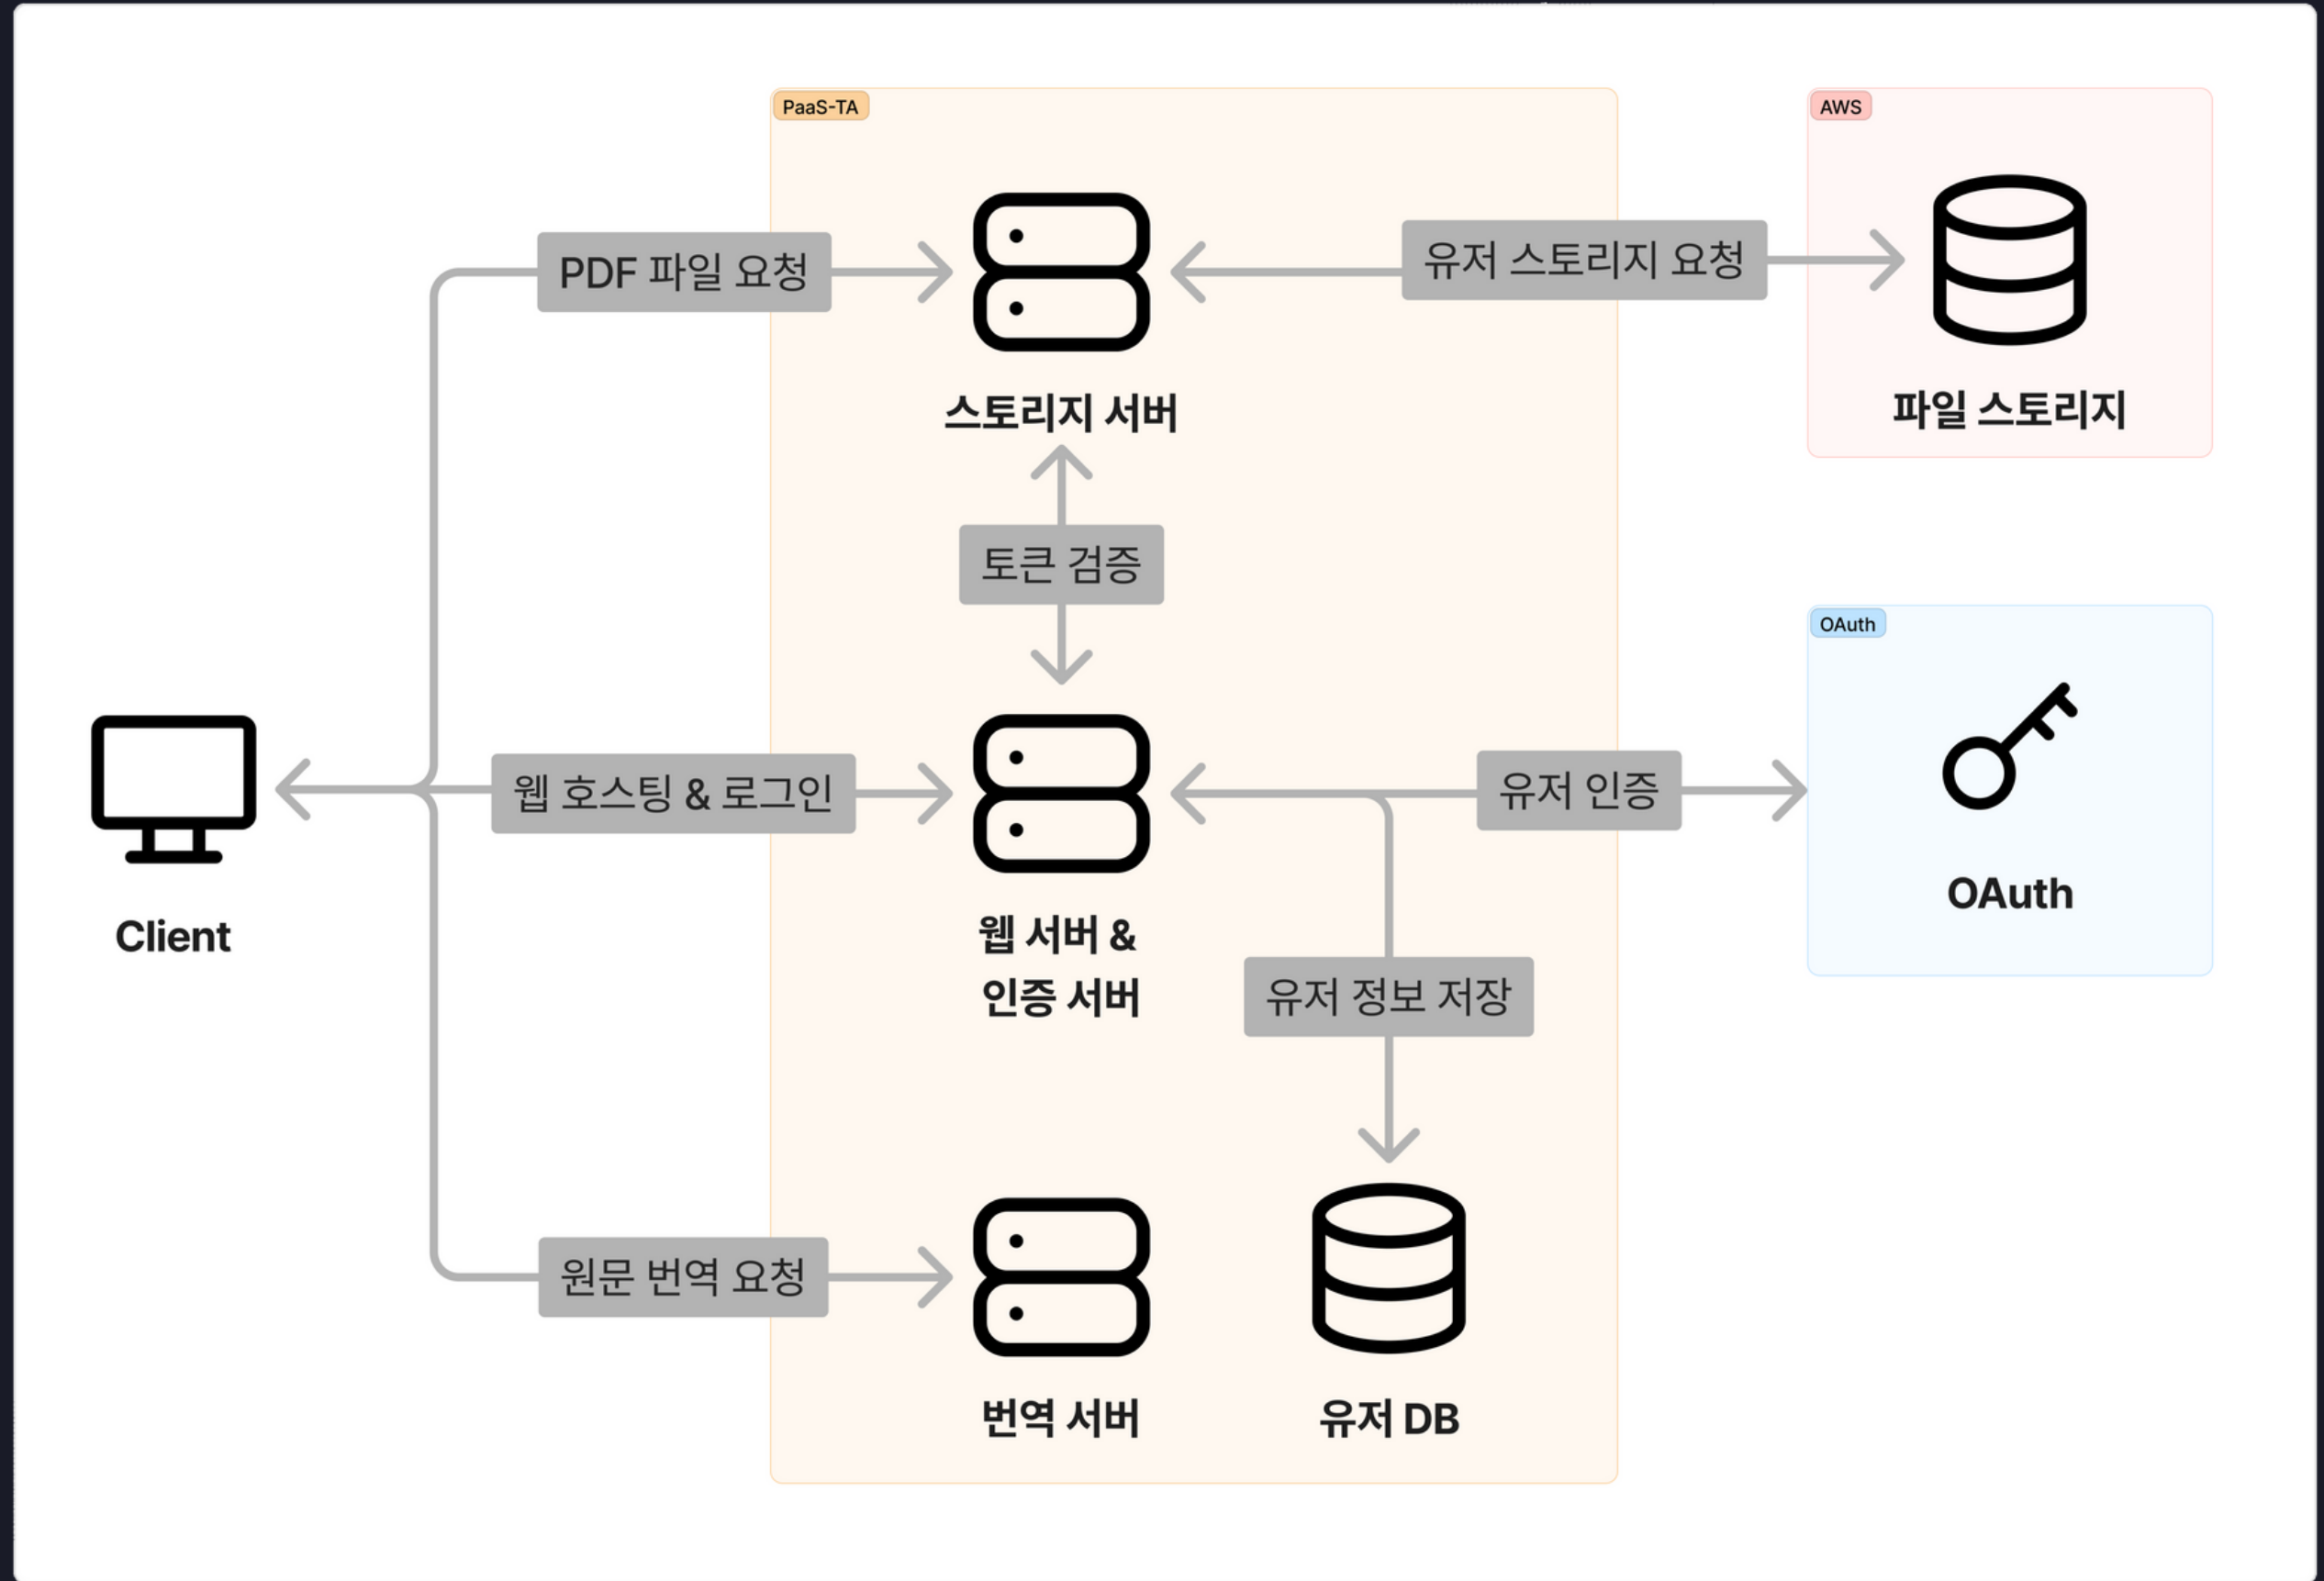 PaaS-TA
AWS
PDF 파일 요청
유저 스토리지 요청
스토리지 서버
파일 스토리지
토큰 검증
OAuth
웹 호스팅 & 로그인
유저 인증
Client
웹 서버 &
인증 서버
OAuth
유저 정보 저장
원문 번역 요청
번역 서버
유저 DB